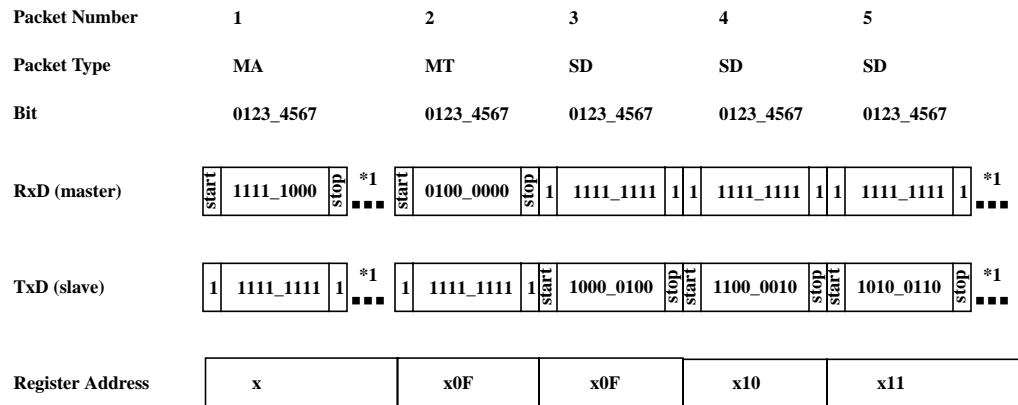 Packet Number 1 2 3 4 5
Packet Type MA MT SD SD SD
Bit 0123_4567 0123_4567 0123_4567 0123_4567 0123_4567
RxD (master) start 1111_1000 stop *1 start 0100_0000 stop 1 1111_1111 1 1 1111_1111 1 1 1111_1111 1 *1
TxD (slave) 1 1111_1111 1 *1 1 1111_1111 1 start 1000_0100 stop start 1100_0010 stop start 1010_0110 stop *1
Register Address x x0F x0F x10 x11